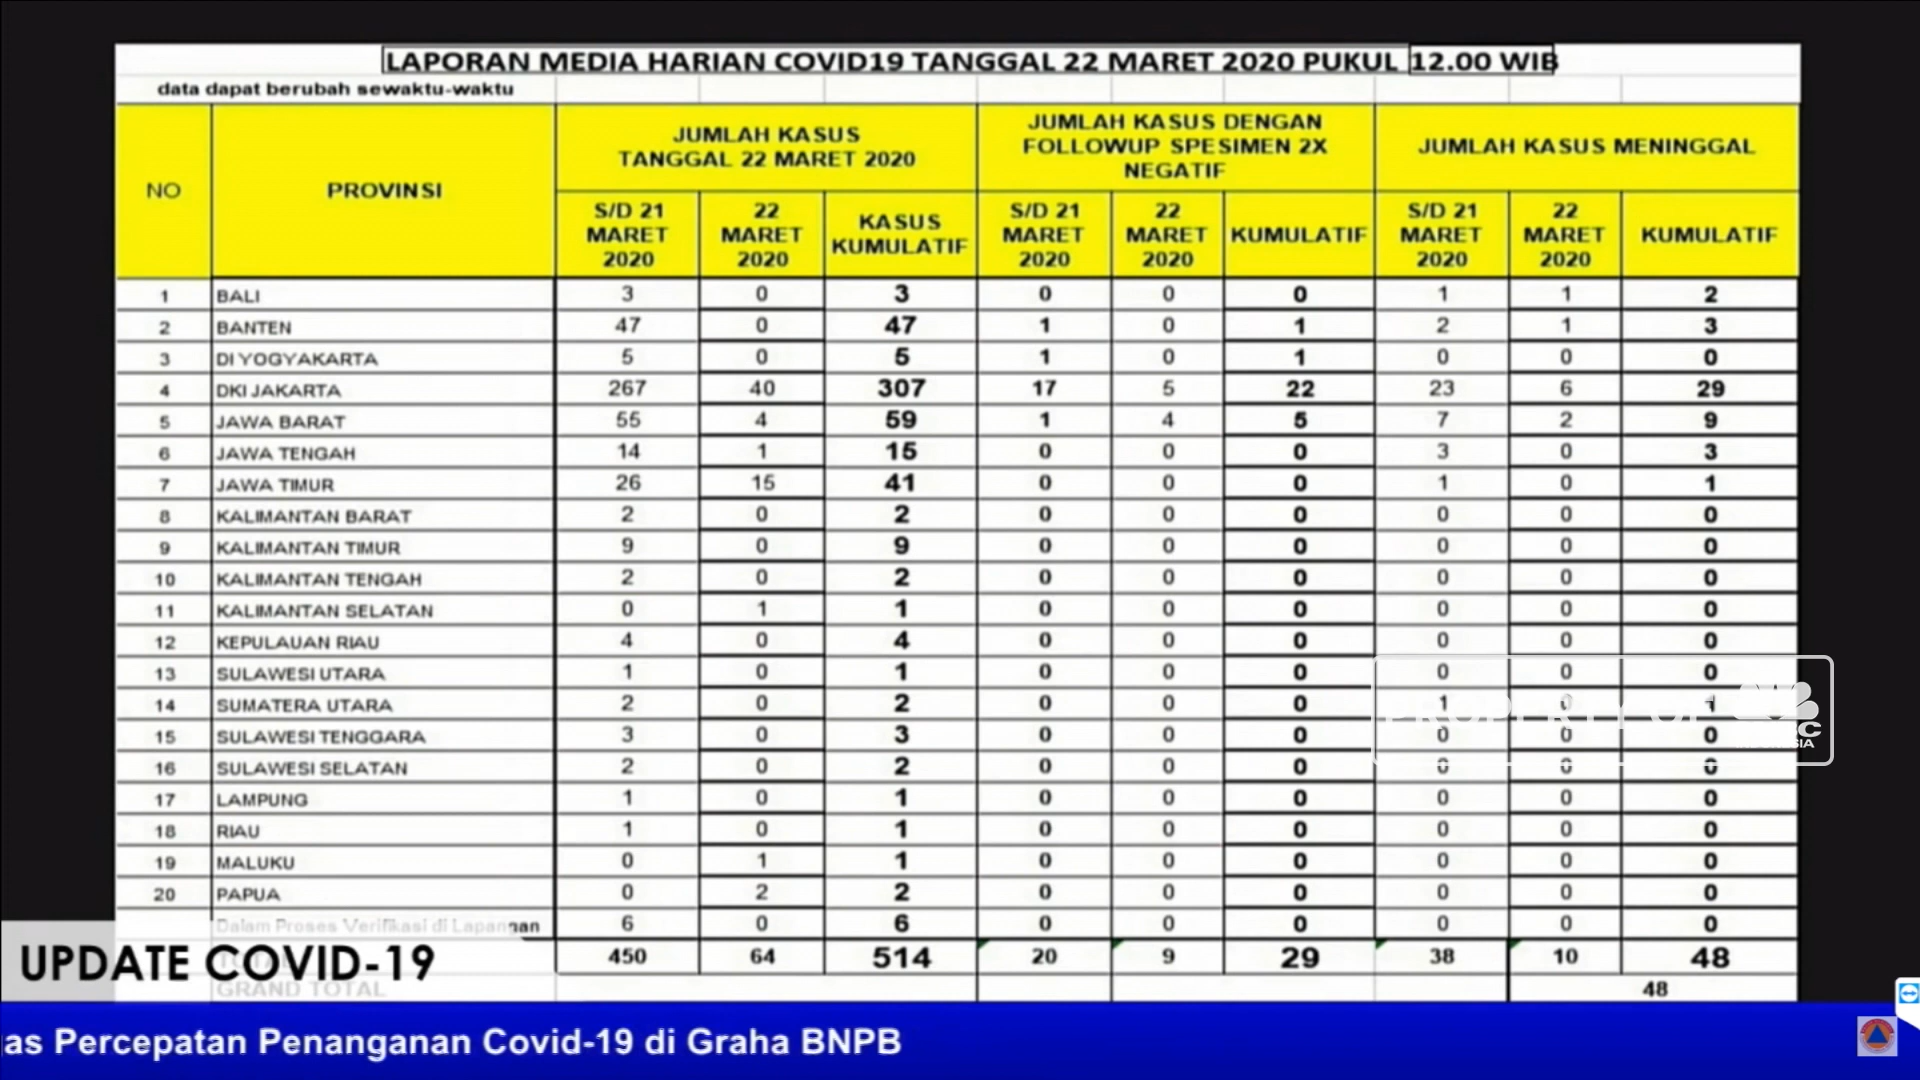 LAPORAN MEDIA HARIAN COVID19 TANGGAL 22 MARET 2020 PUKUL 12.00 WIB
data dapat berubah sewaktu-waktu
NO PROVINSI JUMLAH KASUS TANGGAL 22 MARET 2020 JUMLAH KASUS DENGAN FOLLOWUP SPESIMEN 2X NEGATIF JUMLAH KASUS MENINGGAL
S/D 21 MARET 2020 22 MARET 2020 KASUS KUMULATIF S/D 21 MARET 2020 22 MARET 2020 KUMULATIF S/D 21 MARET 2020 22 MARET 2020 KUMULATIF
1 BALI 3 0 3 0 0 0 1 1 2
2 BANTEN 47 0 47 1 0 1 2 1 3
3 DI YOGYAKARTA 5 0 5 1 0 1 0 0 0
4 DKI JAKARTA 267 40 307 17 5 22 23 6 29
5 JAWA BARAT 55 4 59 1 4 5 7 2 9
6 JAWA TENGAH 14 1 15 0 0 0 3 0 3
7 JAWA TIMUR 26 15 41 0 0 0 1 0 1
8 KALIMANTAN BARAT 2 0 2 0 0 0 0 0 0
9 KALIMANTAN TIMUR 9 0 9 0 0 0 0 0 0
10 KALIMANTAN TENGAH 2 0 2 0 0 0 0 0 0
11 KALIMANTAN SELATAN 0 1 1 0 0 0 0 0 0
12 KEPULAUAN RIAU 4 0 4 0 0 0 0 0 0
13 SULAWESI UTARA 1 0 1 0 0 0 0 0 0
14 SUMATERA UTARA 2 0 2 0 0 0 1
15 SULAWESI TENGGARA 3 0 3 0 0 0 0 0 0
16 SULAWESI SELATAN 2 0 2 0 0 0 0 0 0
17 LAMPUNG 1 0 1 0 0 0 0 0 0
18 RIAU 1 0 1 0 0 0 0 0 0
19 MALUKU 0 1 1 0 0 0 0 0 0
20 PAPUA 0 2 2 0 0 0 0 0 0
Dalam Proses Verifikasi di Lapangan 6 0 6 0 0 0 0 0 0
450 64 514 20 9 29 38 10 48
GRAND TOTAL 48
PROPERTY OF
UPDATE COVID-19
as Percepatan Penanganan Covid-19 di Graha BNPB